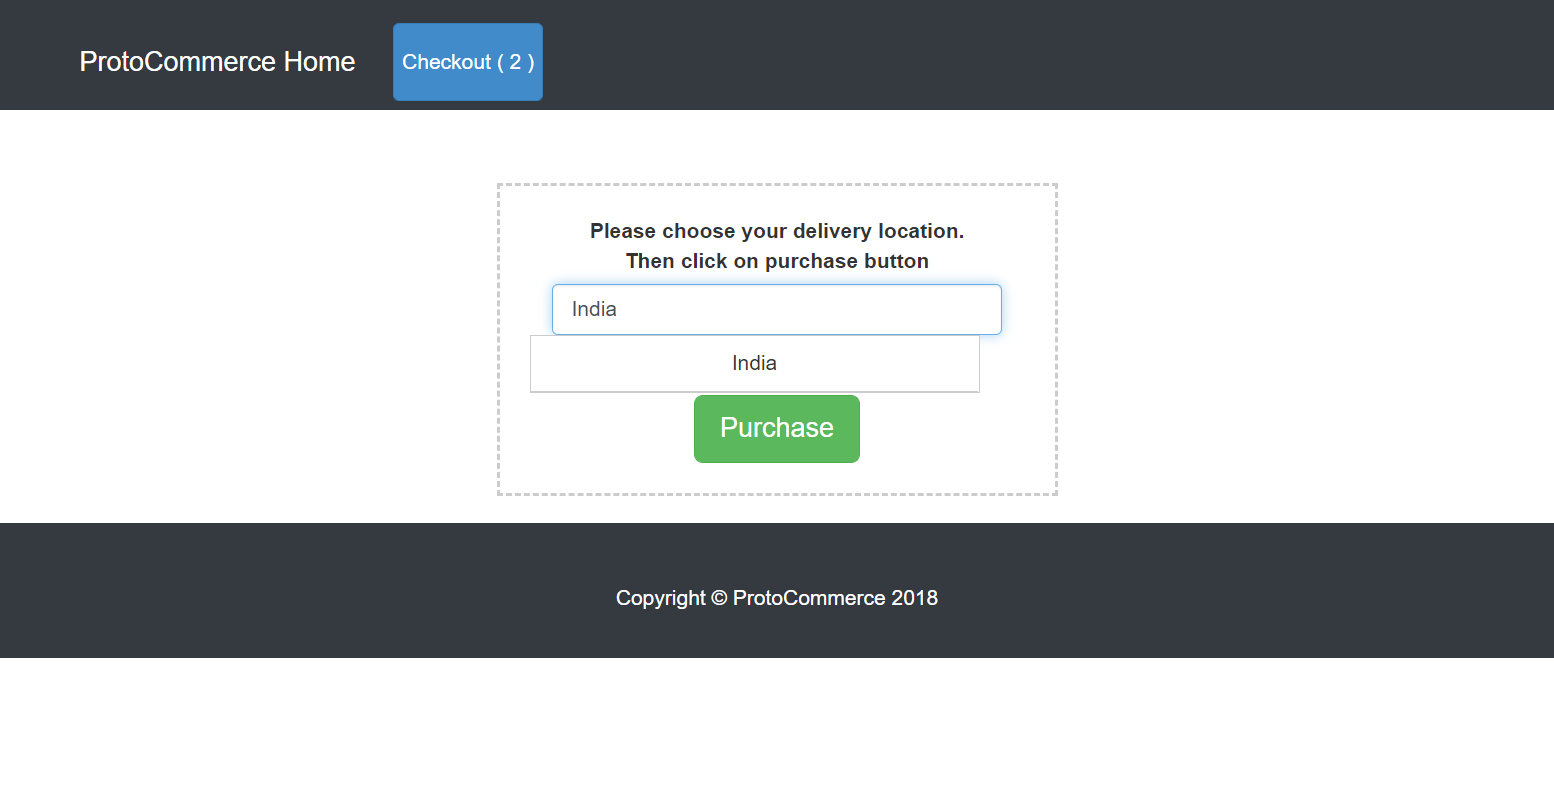 ProtoCommerce Home
Checkout ( 2 )
Please choose your delivery location.
Then click on purchase button
India
India
Purchase
Copyright © ProtoCommerce 2018